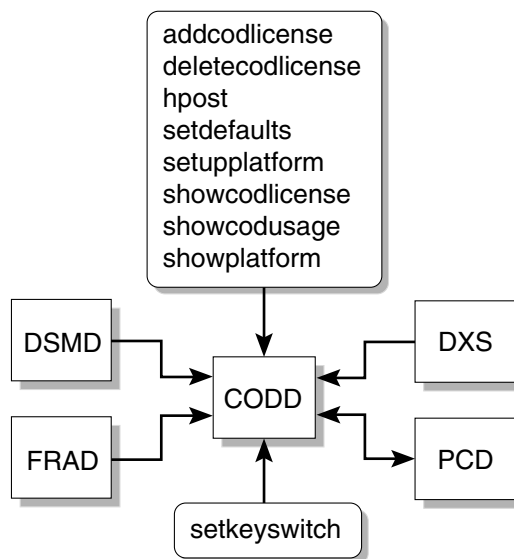 addcodlicense
deletecodlicense
hpost
setdefaults
setupplatform
showcodlicense
showcodusage
showplatform
DSMD
DXS
CODD
FRAD
PCD
setkeyswitch